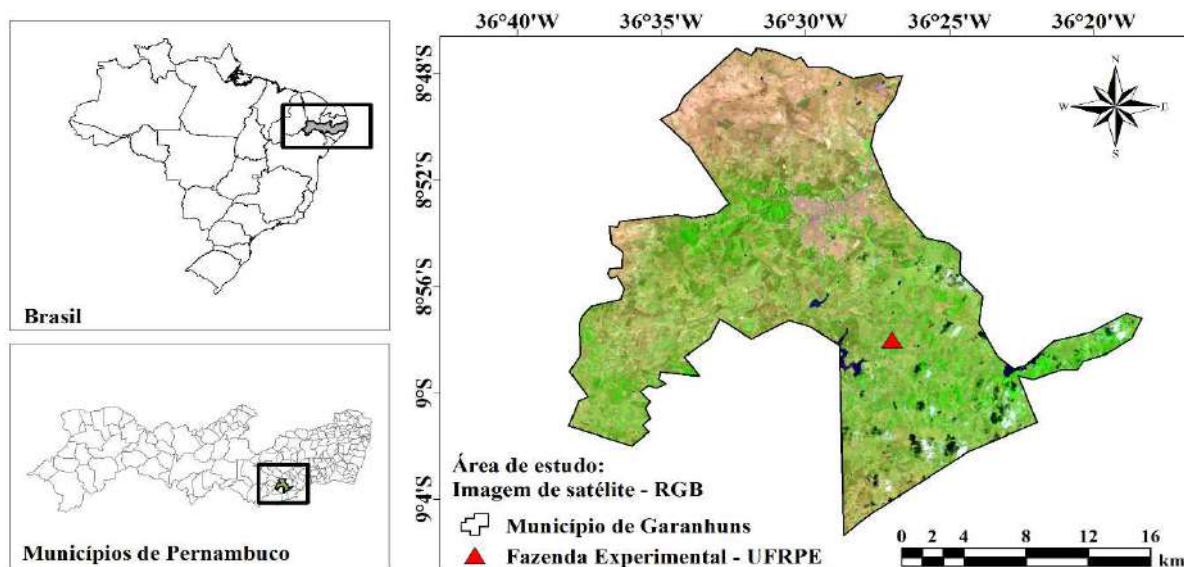 Brasil
Municípios de Pernambuco
36°40'W 36°35'W 36°30'W 36°25'W 36°20'W
8°48'S
8°52'S
8°56'S
9°S
9°4'S
N
W E
S
Área de estudo:
Imagem de satélite - RGB
Município de Garanhuns
Fazenda Experimental - UFRPE
0 2 4 8 12 16
km